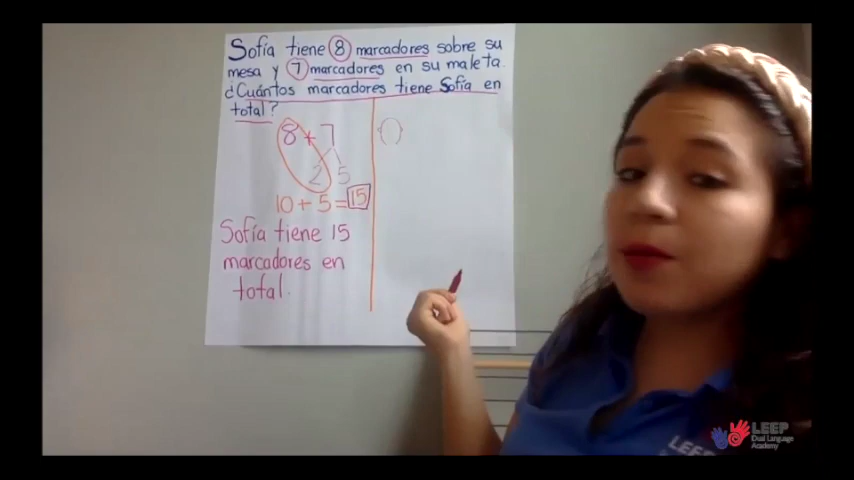 Sofía tiene 8 marcadores sobre su
mesa y 7 marcadores en su maleta.
¿Cuántos marcadores tiene Sofía en
total?
8 + 7
2 5
10 + 5 = 15
Sofía tiene 15
marcadores en
total.
LEEP
LEEP
Dual Language
Academy